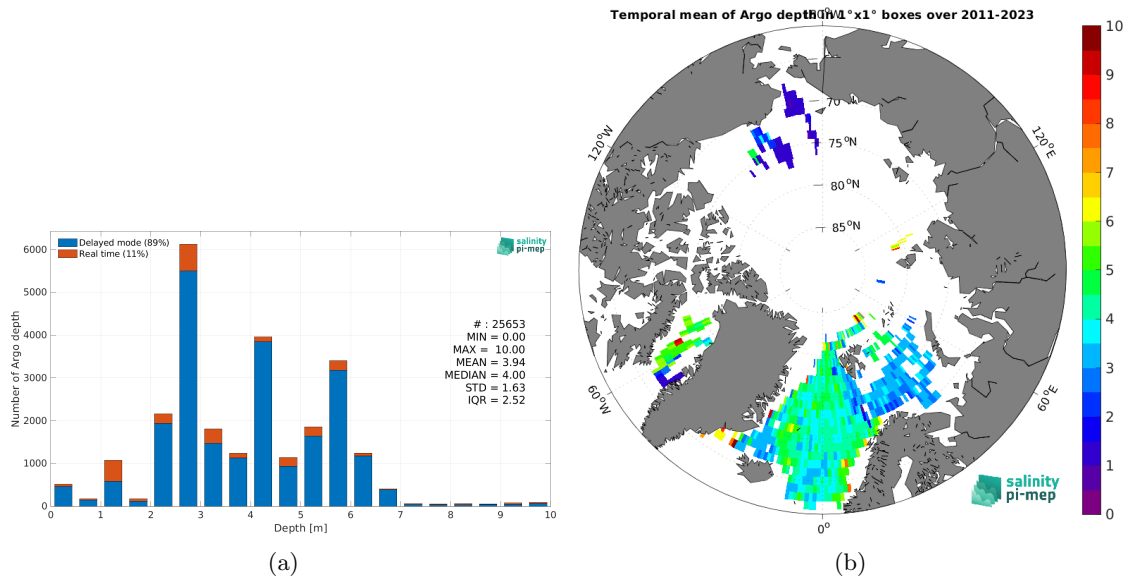 Delayed mode (89%)
Real time (11%)
salinity
pi-mep
# : 25653
MIN = 0.00
MAX = 10.00
MEAN = 3.94
MEDIAN = 4.00
STD = 1.63
IQR = 2.52
Number of Argo depth
6000
5000
4000
3000
2000
1000
0
0 1 2 3 4 5 6 7 8 9 10
Depth [m]
(a)
Temporal mean of Argo depth in 1°x1° boxes over 2011-2023
180°W
120°W
120°E
60°W
60°E
0°
70 °N
75 °N
80 °N
85 °N
salinity
pi-mep
10
9
8
7
6
5
4
3
2
1
0
(b)